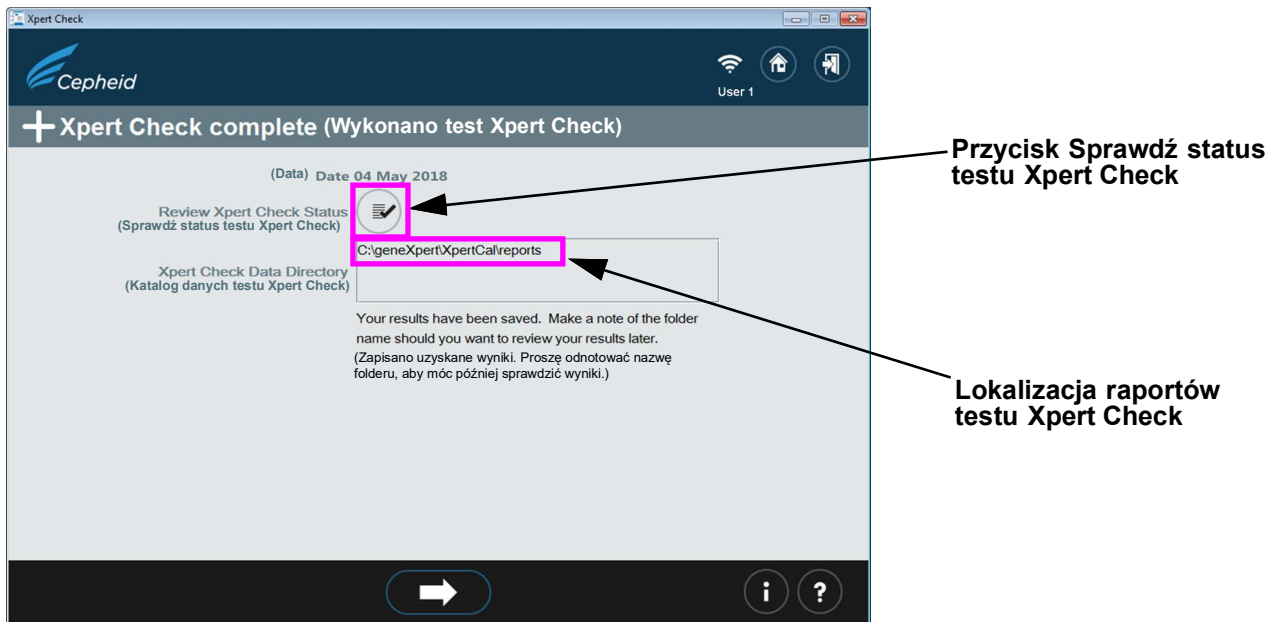 Xpert Check
Cepheid
User 1
Xpert Check complete (Wykonano test Xpert Check)
(Data) Date 04 May 2018
Review Xpert Check Status
(Sprawdź status testu Xpert Check)
C:\geneXpert\XpertCal\reports
Xpert Check Data Directory
(Katalog danych testu Xpert Check)
Your results have been saved. Make a note of the folder
name should you want to review your results later.
(Zapisano uzyskane wyniki. Proszę odnotować nazwę
folderu, aby móc później sprawdzić wyniki.)
i ?
Przycisk Sprawdź status
testu Xpert Check
Lokalizacja raportów
testu Xpert Check